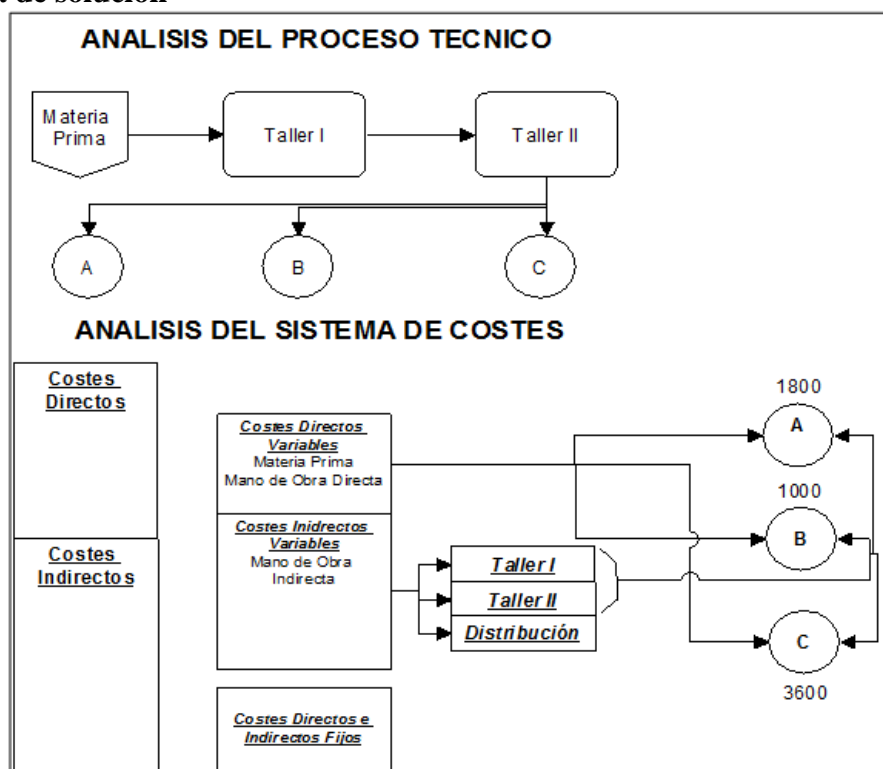 de solución
ANALISIS DEL PROCESO TECNICO
Materia
Prima
Taller I
Taller II
A
B
C
ANALISIS DEL SISTEMA DE COSTES
Costes
Directos
Costes
Indirectos
Costes Directos
Variables
Materia Prima
Mano de Obra Directa
Costes Inidrectos
Variables
Mano de Obra
Indirecta
Costes Directos e
Indirectos Fijos
Taller I
Taller II
Distribución
1800
A
1000
B
C
3600